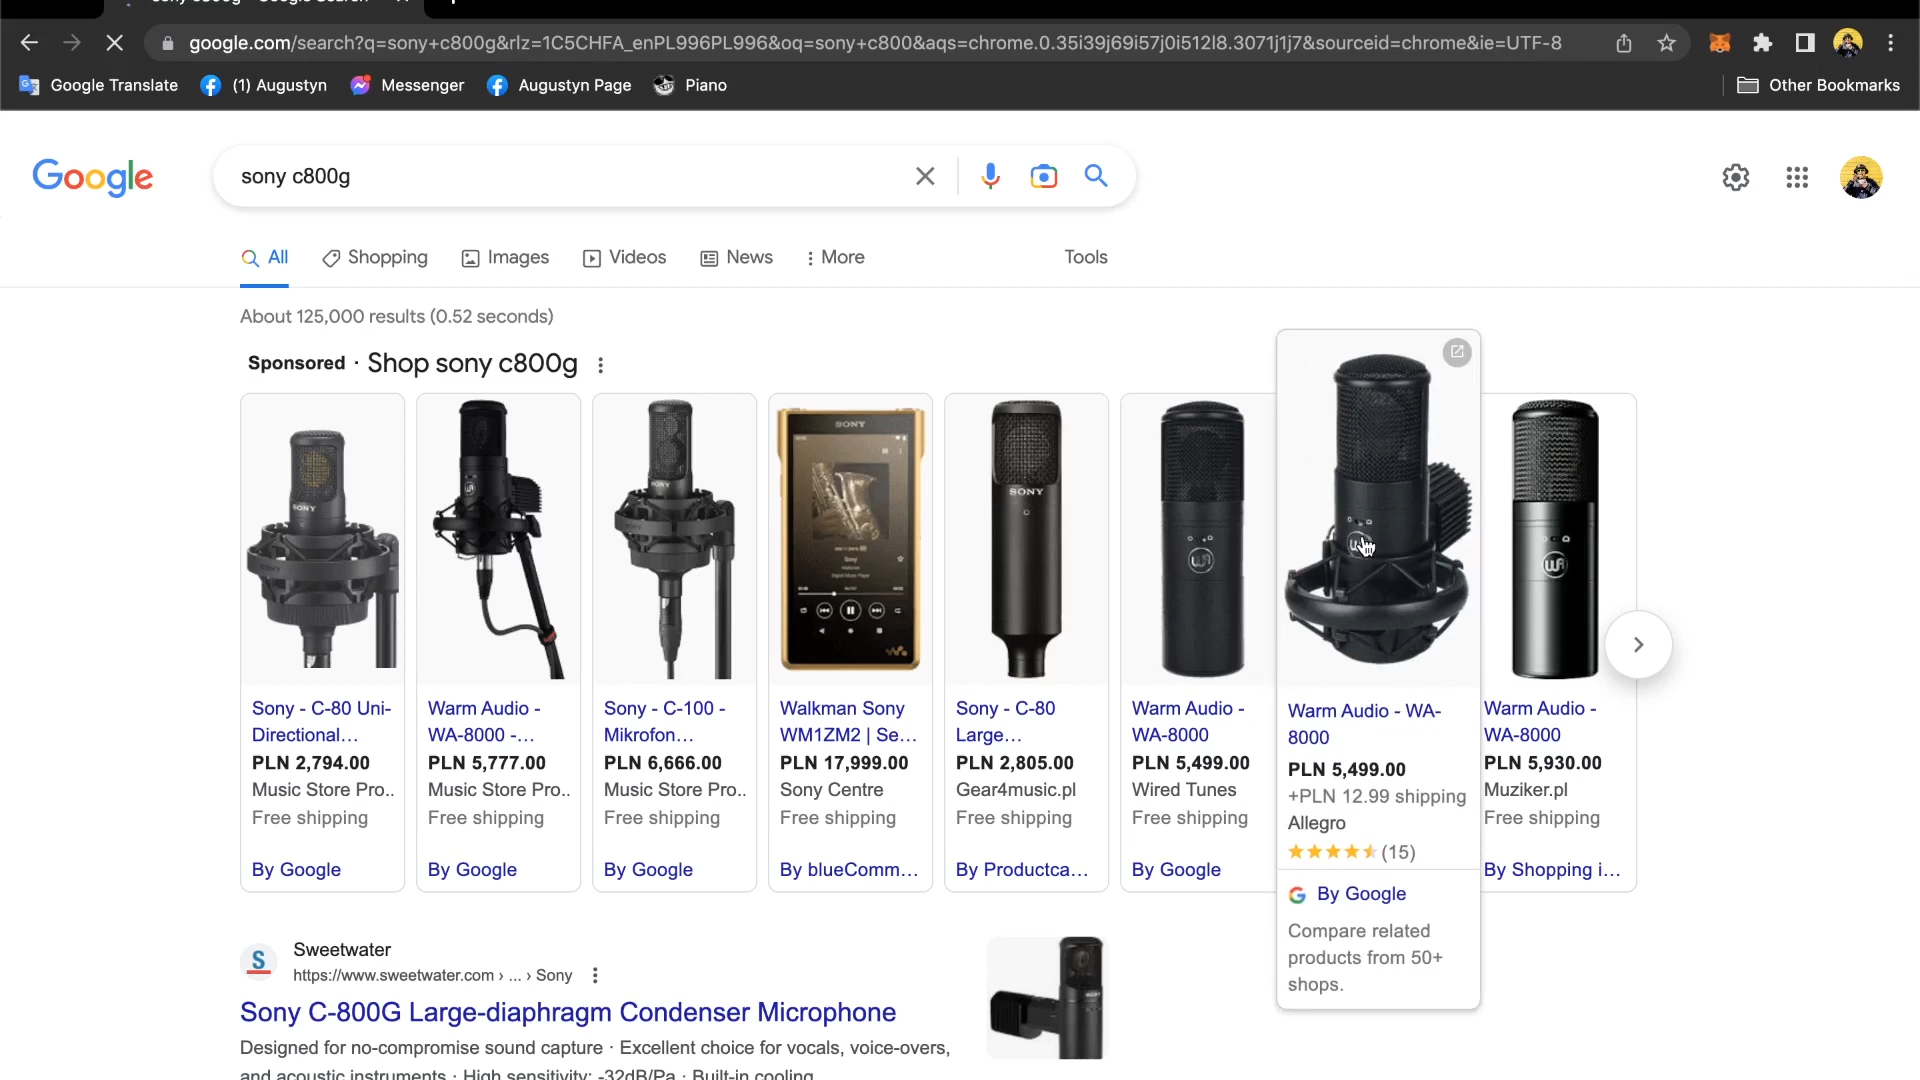 google.com/search?q=sony+c800g&rlz=1C5CHFA_enPL996PL996&oq=sony+c800&aqs=chrome.0.35i39j69i57j0i512l8.3071j1j7&sourceid=chrome&ie=UTF-8
Google Translate
(1) Augustyn
Messenger
Augustyn Page
Piano
Other Bookmarks
Google
sony c800g
All
Shopping
Images
Videos
News
More
Tools
About 125,000 results (0.52 seconds)
Sponsored · Shop sony c800g
SONY
SONY
SONY
SONY
Sony - C-80 Uni-
Directional...
PLN 2,794.00
Music Store Pro..
Free shipping
By Google
Warm Audio -
WA-8000 -...
PLN 5,777.00
Music Store Pro..
Free shipping
By Google
Sony - C-100 -
Mikrofon...
PLN 6,666.00
Music Store Pro..
Free shipping
By Google
Walkman Sony
WM1ZM2 | Se...
PLN 17,999.00
Sony Centre
Free shipping
By blueComm...
Sony - C-80
Large...
PLN 2,805.00
Gear4music.pl
Free shipping
By Productca...
Warm Audio -
WA-8000
PLN 5,499.00
Wired Tunes
Free shipping
By Google
Warm Audio - WA-
8000
PLN 5,499.00
+PLN 12.99 shipping
Allegro
(15)
By Google
Compare related
products from 50+
shops.
Warm Audio -
WA-8000
PLN 5,930.00
Muziker.pl
Free shipping
By Shopping i...
Sweetwater
https://www.sweetwater.com › ... › Sony
Sony C-800G Large-diaphragm Condenser Microphone
Designed for no-compromise sound capture · Excellent choice for vocals, voice-overs,
and acoustic instruments · High sensitivity: -32dB/Pa · Built-in cooling